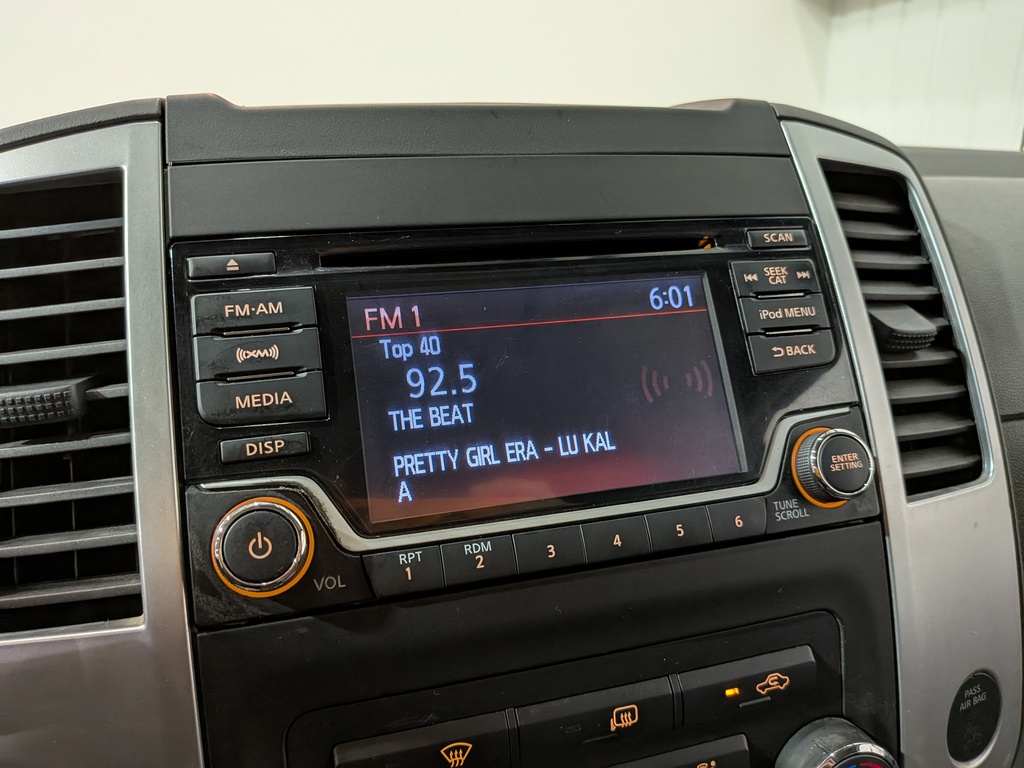 SCAN
FM·AM
((XM))
MEDIA
DISP
FM 1 6:01
Top 40
92.5
THE BEAT
PRETTY GIRL ERA - LU KAL
A
SEEK
CAT
iPod MENU
BACK
ENTER
SETTING
TUNE
SCROLL
VOL
RPT
1
RDM
2
3
4
5
6
PASS
AIR BAG